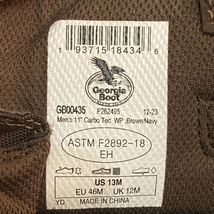 1 93715 18434 6
Georgia
Boot
GB00435 F262405 12-23
Men's 11" Carbo Tec WP ,Brown/Navy
ASTM F2892-18
EH
US 13M
EU 46M UK 12M
YD MADE IN CHINA